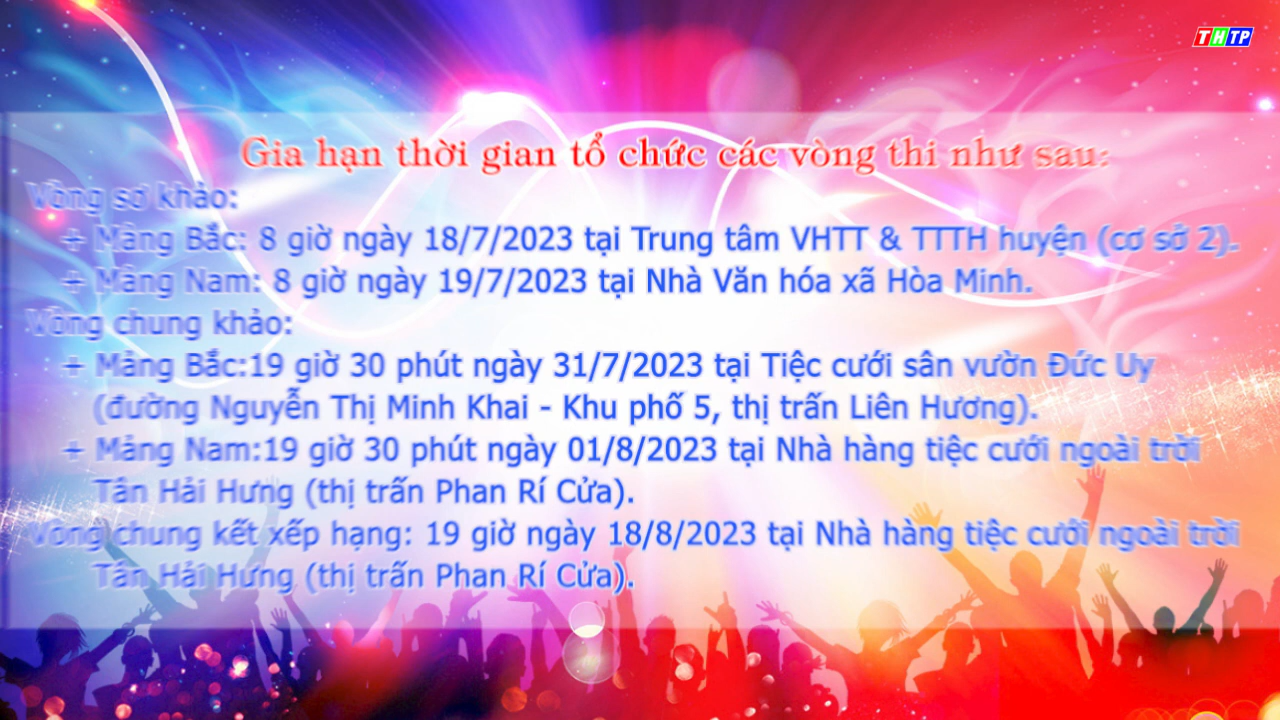 THTP
Gia hạn thời gian tổ chức các vòng thi như sau:
Vòng sơ khảo:
+ Mảng Bắc: 8 giờ ngày 18/7/2023 tại Trung tâm VHTT & TTTH huyện (cơ sở 2).
+ Mảng Nam: 8 giờ ngày 19/7/2023 tại Nhà Văn hóa xã Hòa Minh.
Vòng chung khảo:
+ Mảng Bắc:19 giờ 30 phút ngày 31/7/2023 tại Tiệc cưới sân vườn Đức Uy
(đường Nguyễn Thị Minh Khai - Khu phố 5, thị trấn Liên Hương).
+ Mảng Nam:19 giờ 30 phút ngày 01/8/2023 tại Nhà hàng tiệc cưới ngoài trời
Tân Hải Hưng (thị trấn Phan Rí Cửa).
Vòng chung kết xếp hạng: 19 giờ ngày 18/8/2023 tại Nhà hàng tiệc cưới ngoài trời
Tân Hải Hưng (thị trấn Phan Rí Cửa).